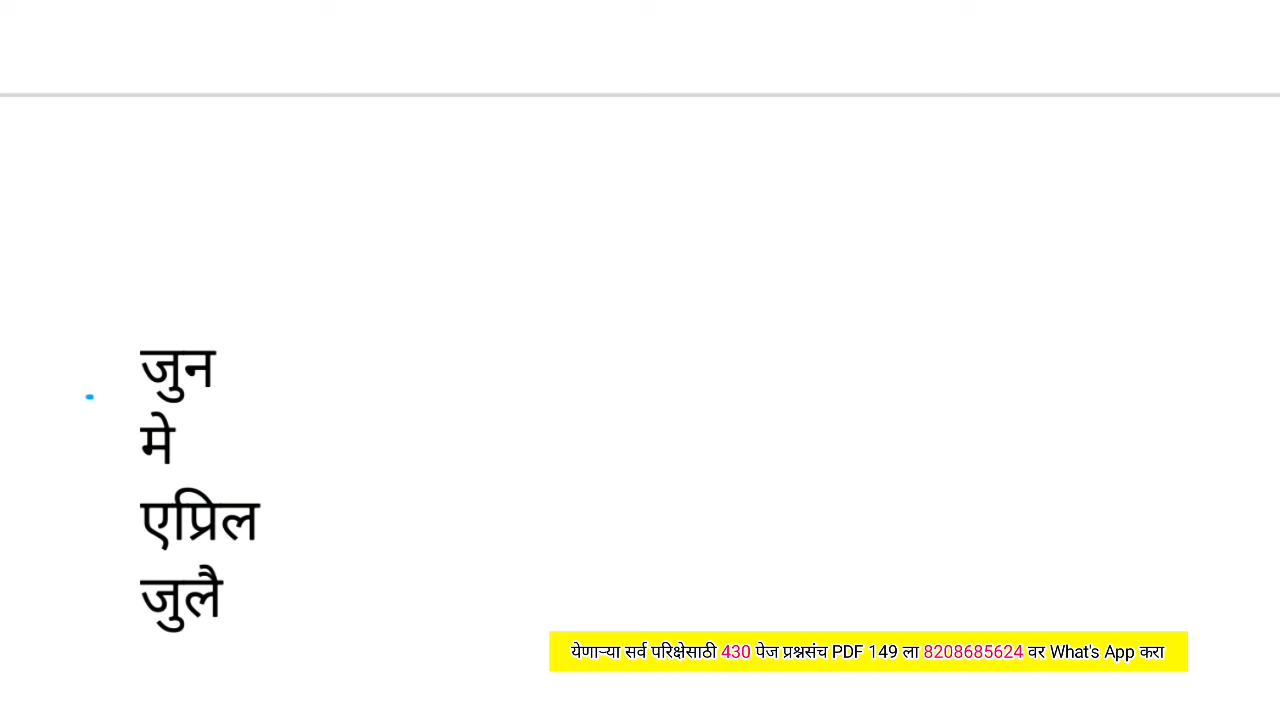 जुन
मे
एप्रिल
जुलै
येणाऱ्या सर्व परिक्षेसाठी 430 पेज प्रश्नसंच PDF 149 ला 8208685624 वर What's App करा